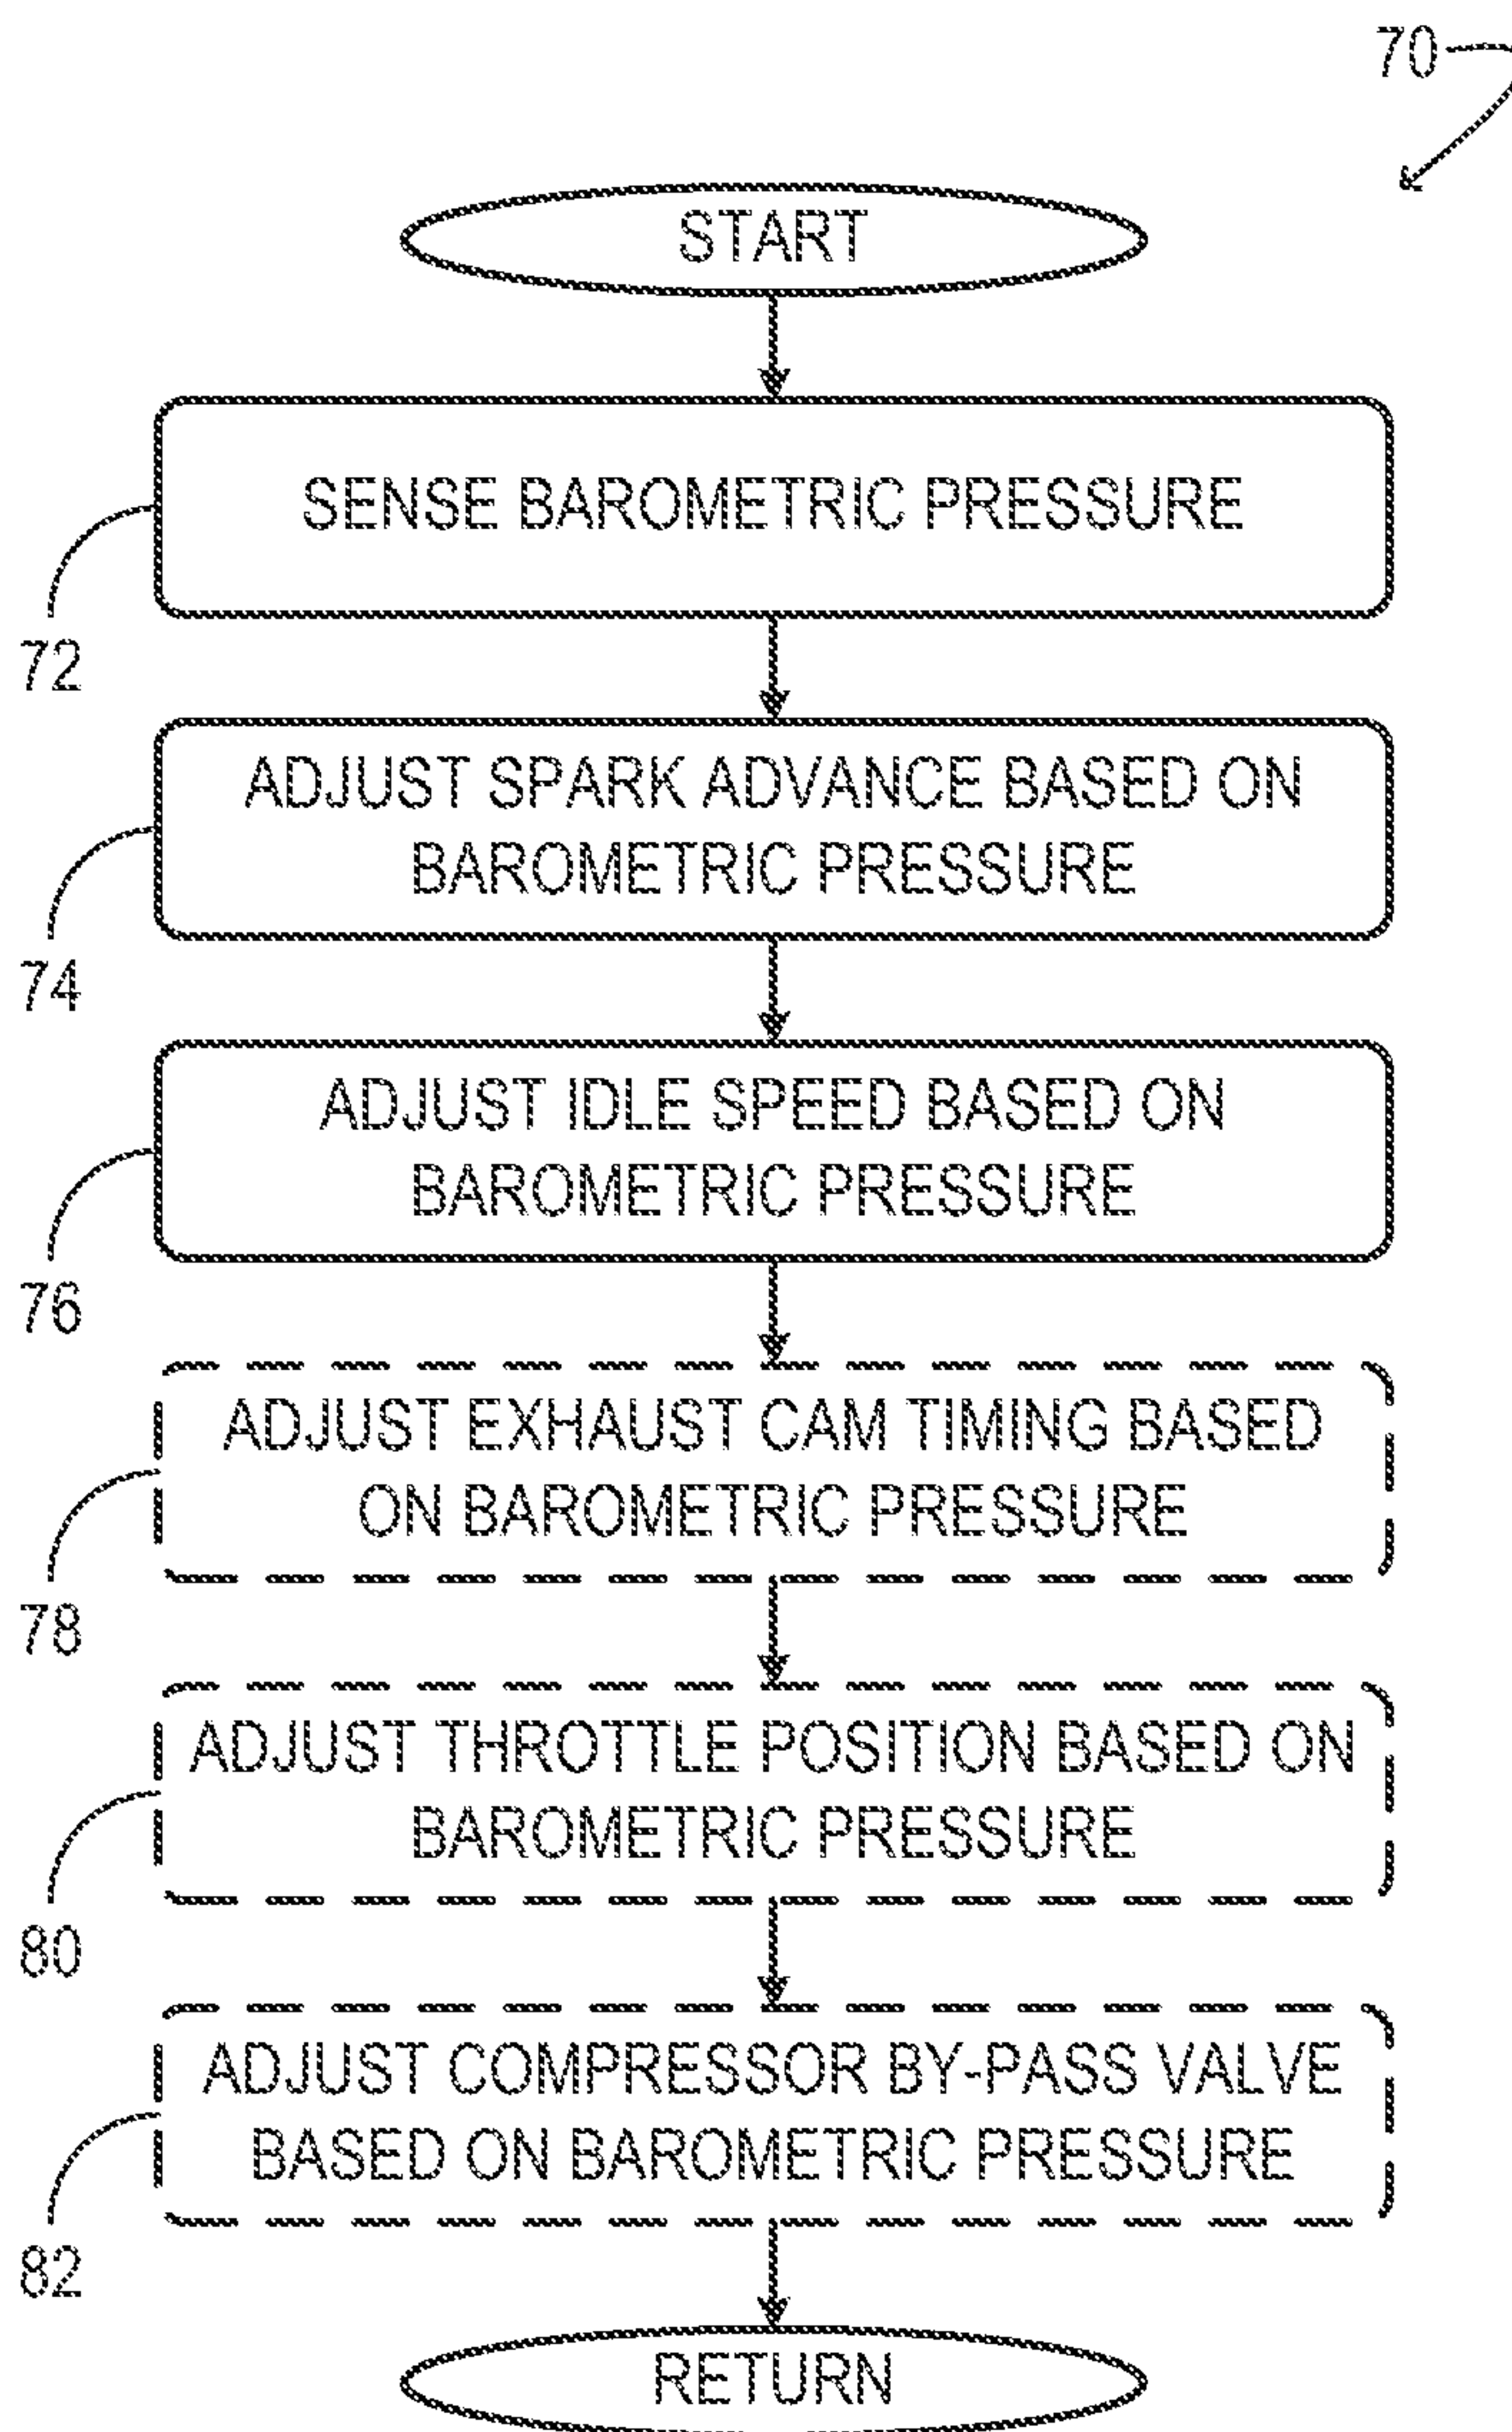 70
START
SENSE BAROMETRIC PRESSURE
72
ADJUST SPARK ADVANCE BASED ON
BAROMETRIC PRESSURE
74
ADJUST IDLE SPEED BASED ON
BAROMETRIC PRESSURE
76
ADJUST EXHAUST CAM TIMING BASED
ON BAROMETRIC PRESSURE
78
ADJUST THROTTLE POSITION BASED ON
BAROMETRIC PRESSURE
80
ADJUST COMPRESSOR BY-PASS VALVE
BASED ON BAROMETRIC PRESSURE
82
RETURN